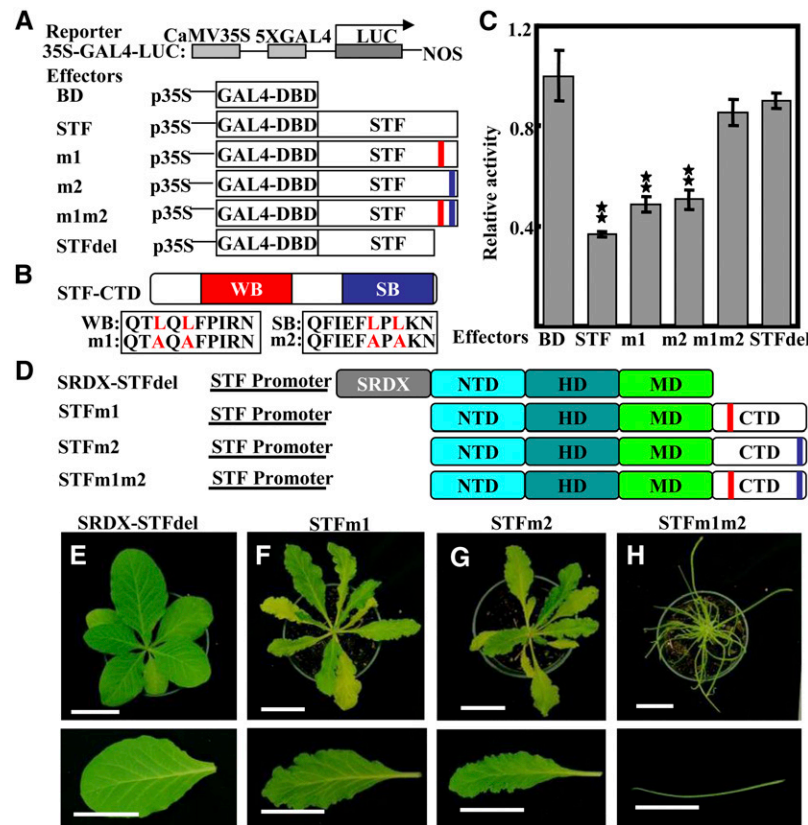 A
Reporter CaMV35S 5XGAL4 LUC
35S-GAL4-LUC: NOS
Effectors
BD p35S GAL4-DBD
STF p35S GAL4-DBD STF
m1 p35S GAL4-DBD STF
m2 p35S GAL4-DBD STF
m1m2 p35S GAL4-DBD STF
STFdel p35S GAL4-DBD STF
B
STF-CTD WB SB
WB: QTLQLFPIRN SB: QFIEFLPLKN
m1: QTAQAFPIRN m2: QFIEFAPAKN
C
Relative activity
1.2
0.8
0.4
Effectors BD STF m1 m2 m1m2 STFdel
D
SRDX-STFdel STF Promoter SRDX NTD HD MD
STFm1 STF Promoter NTD HD MD CTD
STFm2 STF Promoter NTD HD MD CTD
STFm1m2 STF Promoter NTD HD MD CTD
SRDX-STFdel STFm1 STFm2 STFm1m2
E F G H